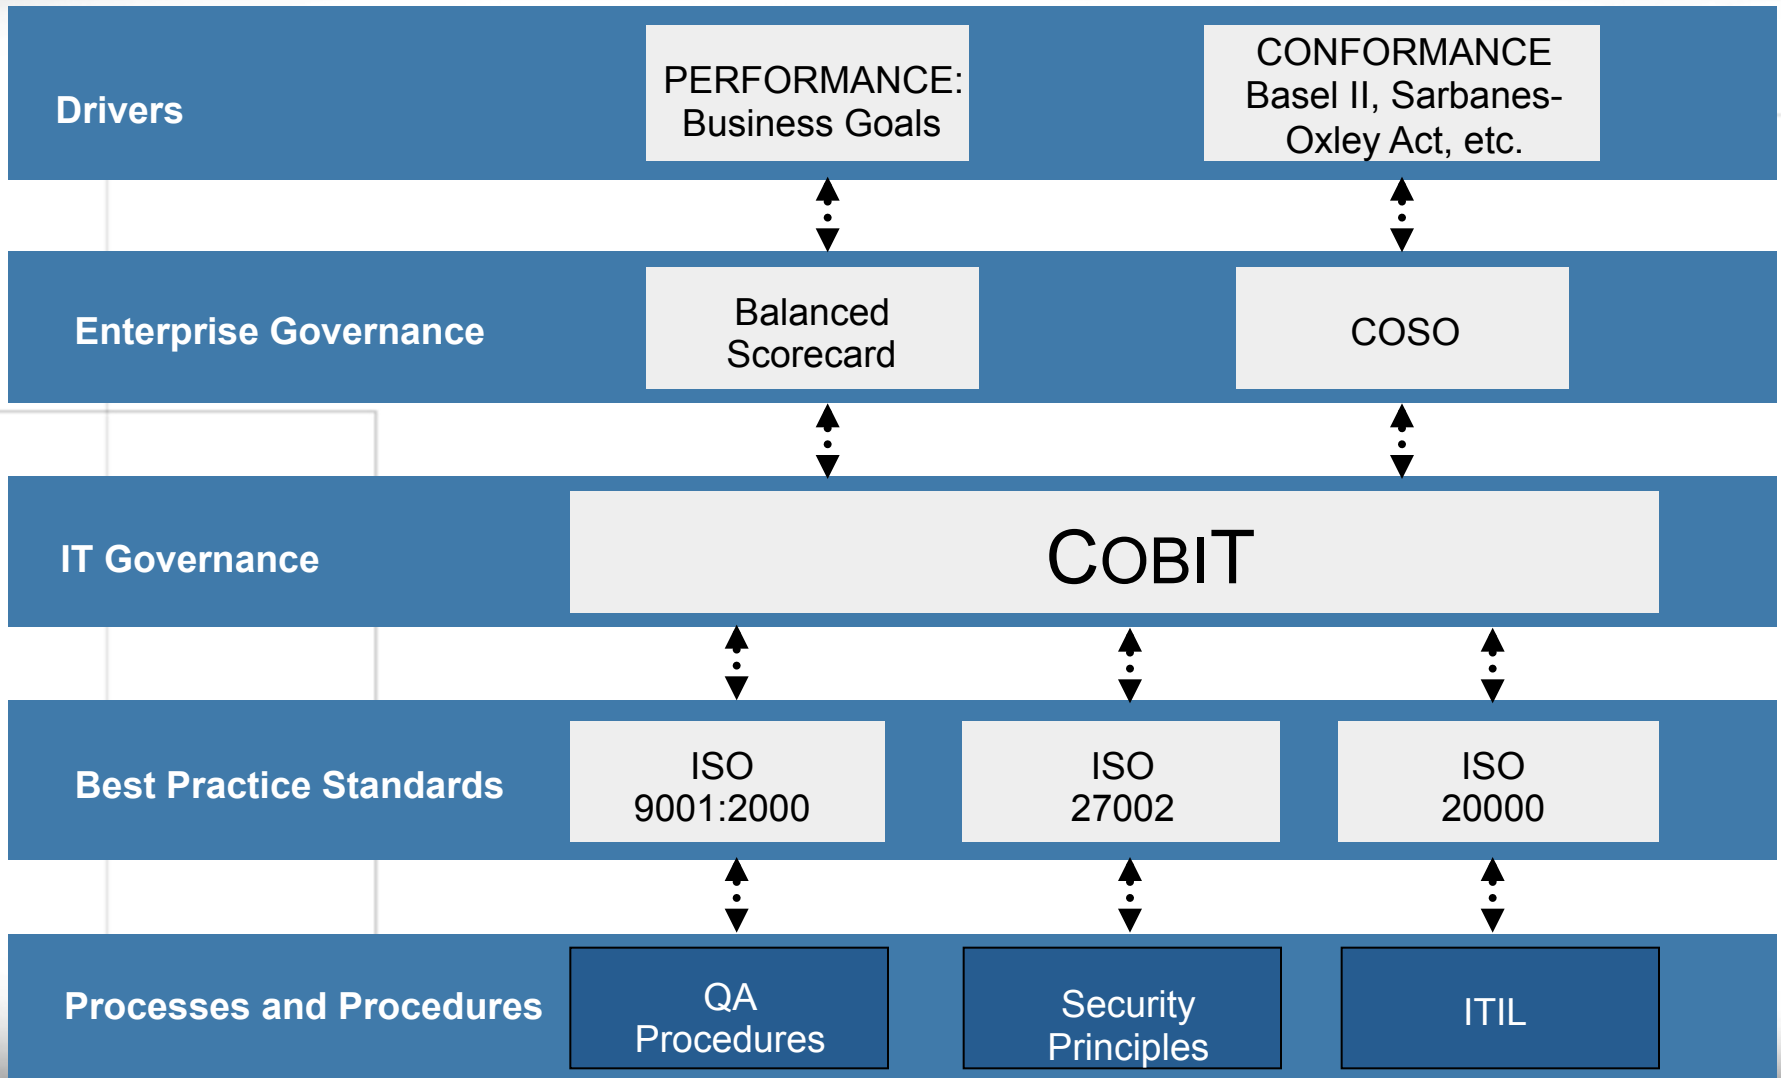 Drivers
PERFORMANCE:
Business Goals
CONFORMANCE
Basel II, Sarbanes-
Oxley Act, etc.
Enterprise Governance
Balanced
Scorecard
COSO
IT Governance
COBIT
Best Practice Standards
ISO
9001:2000
ISO
27002
ISO
20000
Processes and Procedures
QA
Procedures
Security
Principles
ITIL